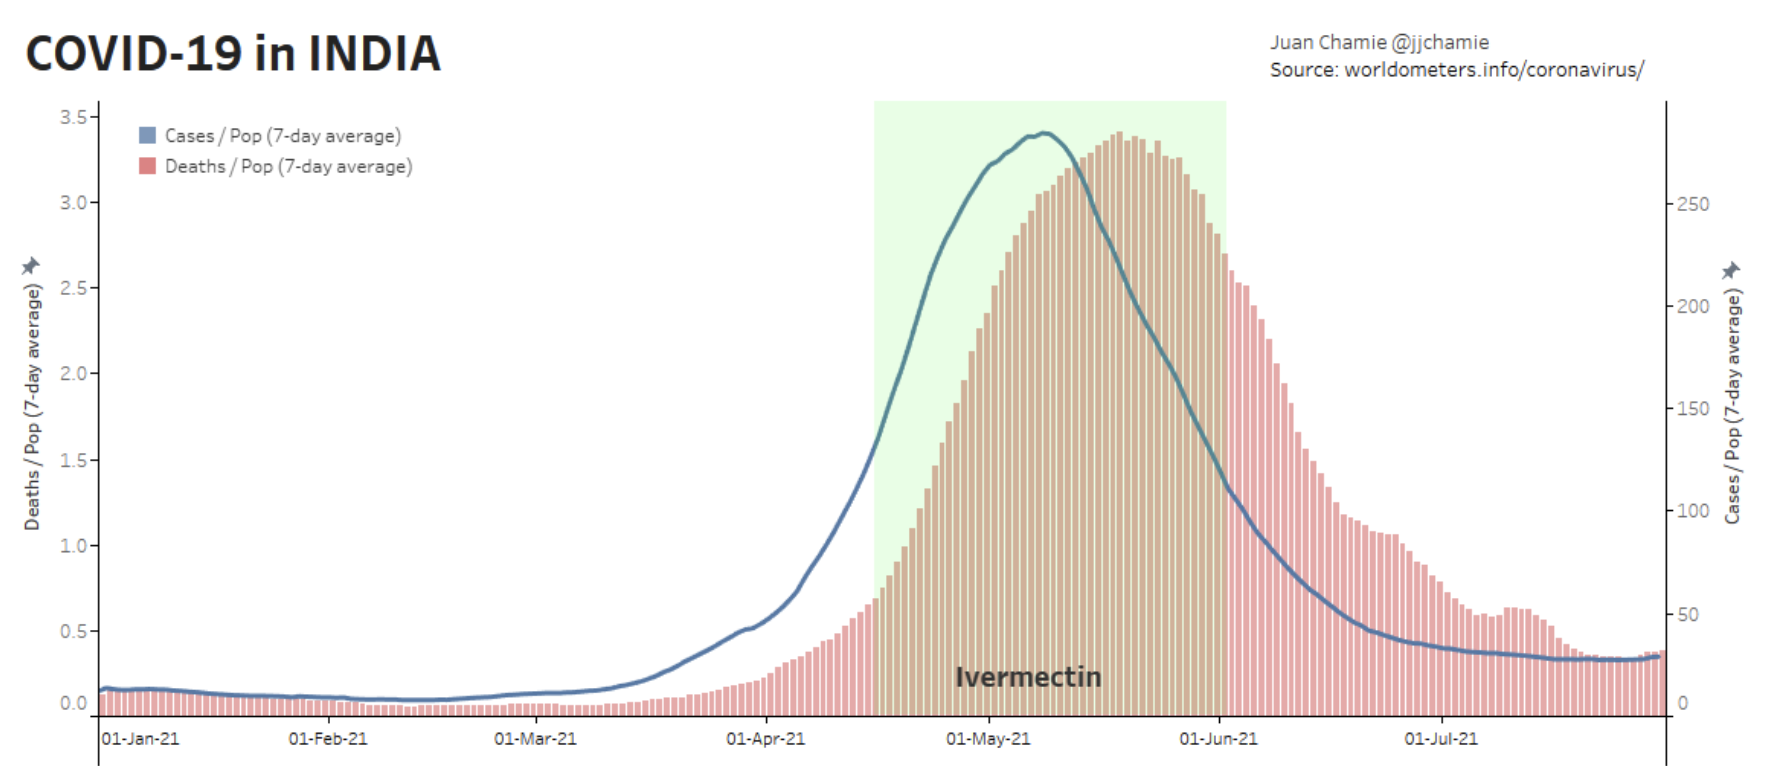 COVID-19 in INDIA
Juan Chamie @jjchamie
Source: worldometers.info/coronavirus/
Cases / Pop (7-day average)
Deaths / Pop (7-day average)
Deaths / Pop (7-day average)
3.5
3.0
2.5
2.0
1.5
1.0
0.5
0.0
Ivermectin
250
200
150
100
50
0
Cases / Pop (7-day average)
01-Jan-21
01-Feb-21
01-Mar-21
01-Apr-21
01-May-21
01-Jun-21
01-Jul-21